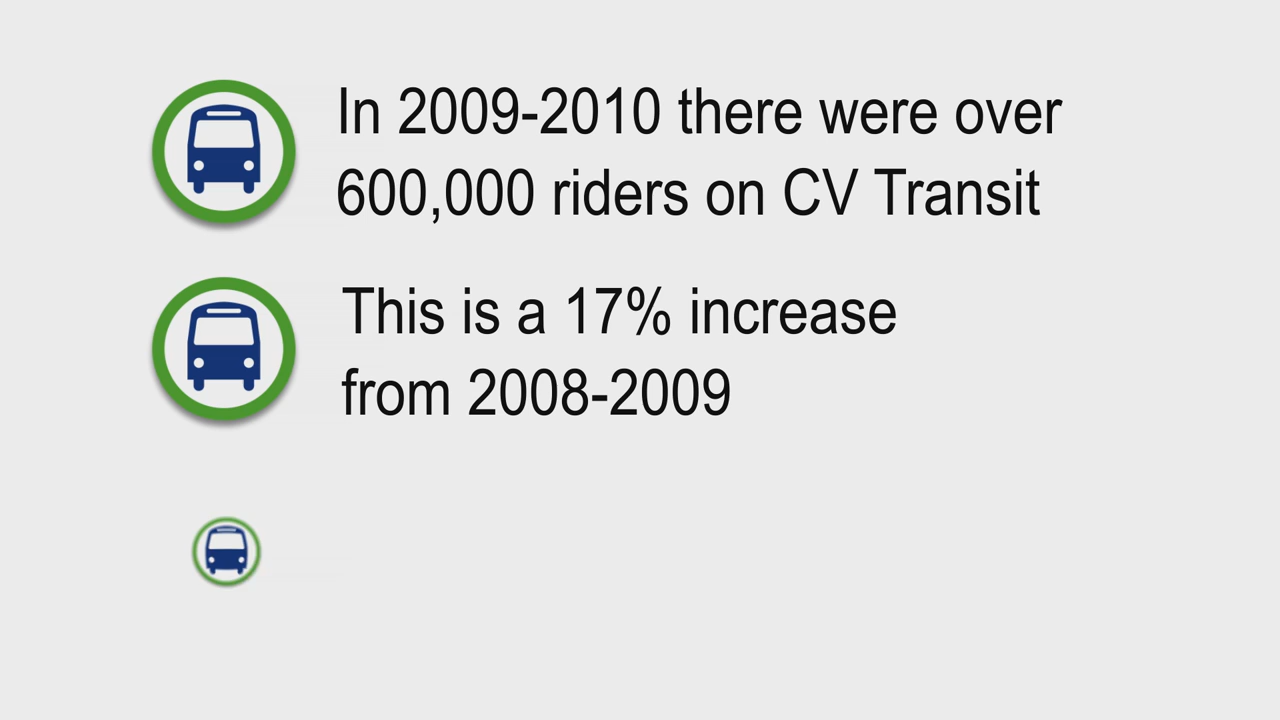 In 2009-2010 there were over
600,000 riders on CV Transit
This is a 17% increase
from 2008-2009